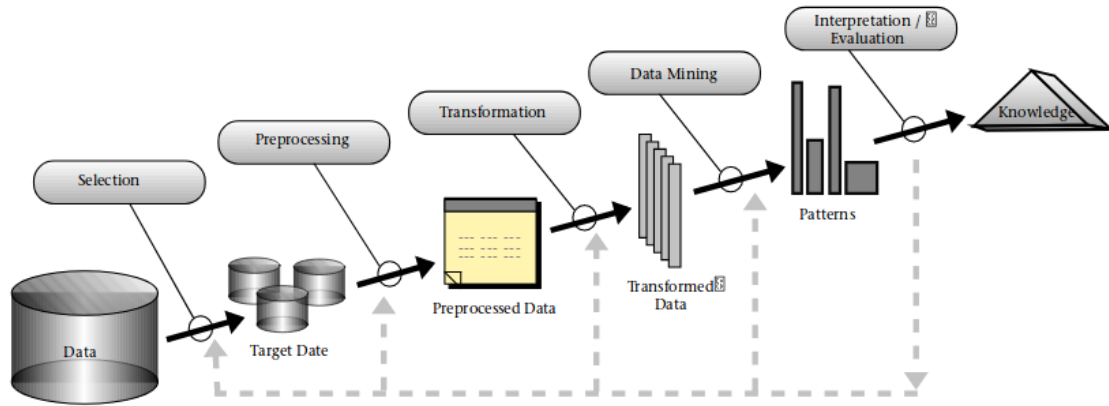 Interpretation /
Evaluation
Data Mining
Knowledge
Transformation
Preprocessing
Patterns
Selection
Transformed
Data
Preprocessed Data
Target Date
Data